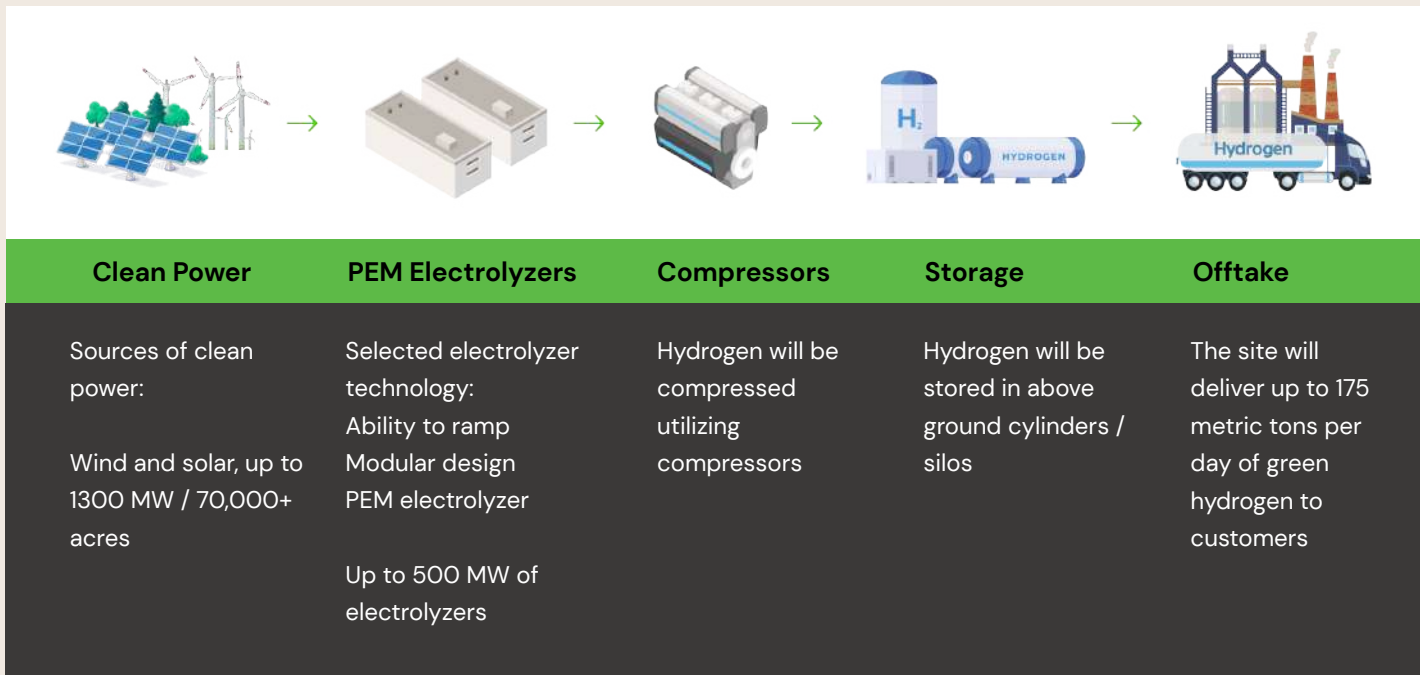 H₂
HYDROGEN
Hydrogen
Clean Power
PEM Electrolyzers
Compressors
Storage
Offtake
Sources of clean
power:
Wind and solar, up to
1300 MW / 70,000+
acres
Selected electrolyzer
technology:
Ability to ramp
Modular design
PEM electrolyzer
Up to 500 MW of
electrolyzers
Hydrogen will be
compressed
utilizing
compressors
Hydrogen will be
stored in above
ground cylinders /
silos
The site will
deliver up to 175
metric tons per
day of green
hydrogen to
customers